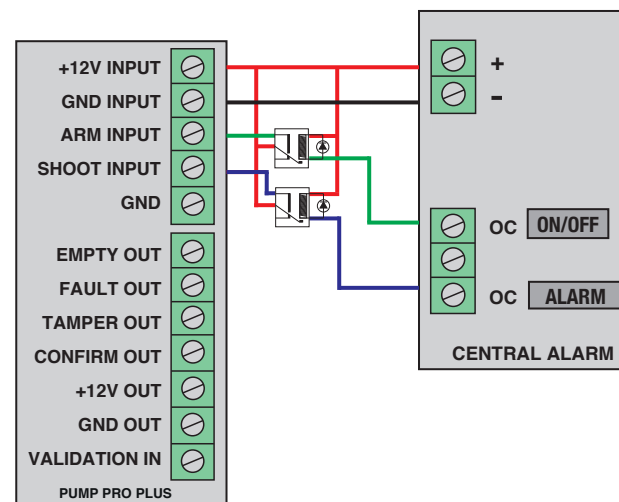 +12V INPUT
GND INPUT
ARM INPUT
SHOOT INPUT
GND
EMPTY OUT
FAULT OUT
TAMPER OUT
CONFIRM OUT
+12V OUT
GND OUT
VALIDATION IN
PUMP PRO PLUS
+
-
OC ON/OFF
OC ALARM
CENTRAL ALARM